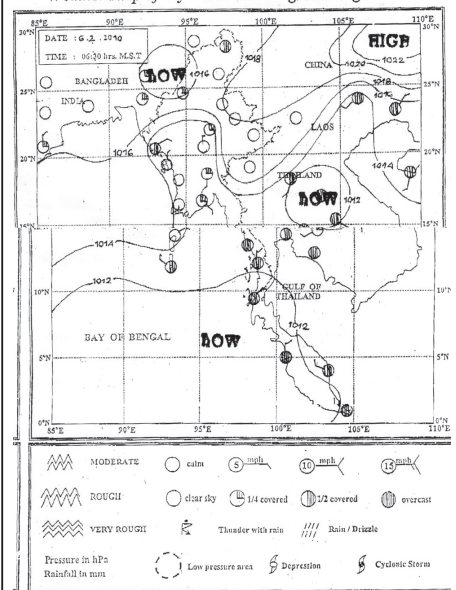 30°N 85°E 90°E 95°E 100°E 105°E 110°E 30°N
DATE : 6.2.2010
TIME : 06:30 hrs. M.S.T
LOW
1016
1018
HIGH
CHINA
1020
1022
1018
BANGLADESH
25°N 25°N
INDIA
LAOS
1014
1016
20°N 20°N
THAILAND
LOW
1012
15°N 15°N
1014
1012
10°N 10°N
GULF OF
THAILAND
1012
BAY OF BENGAL
LOW
5°N 5°N
0°N 0°N
85°E 90°E 95°E 100°E 105°E 110°E
MODERATE calm 5 mph 10 mph 15 mph
ROUGH clear sky 1/4 covered 1/2 covered overcast
VERY ROUGH Thunder with rain Rain / Drizzle
Pressure in hPa
Rainfall in mm
Low pressure area Depression Cyclonic Storm